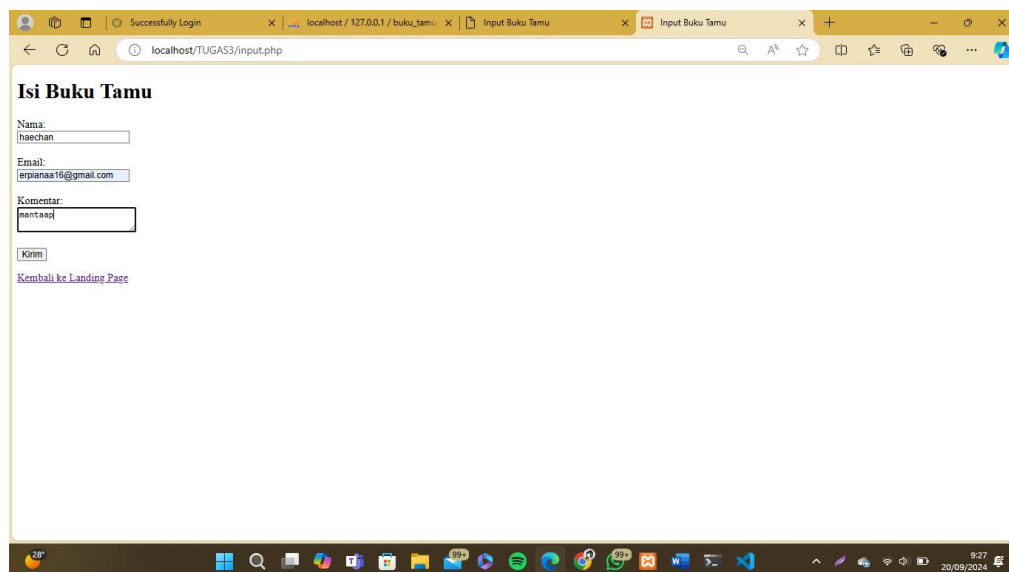 Successfully Login
localhost / 127.0.0.1 / buku_tamu
Input Buku Tamu
Input Buku Tamu
localhost/TUGAS3/input.php
Isi Buku Tamu
Nama:
haechan
Email:
erpianaa16@gmail.com
Komentar:
mantaap
Kirim
Kembali ke Landing Page
28°
99+
99+
9:27
20/09/2024